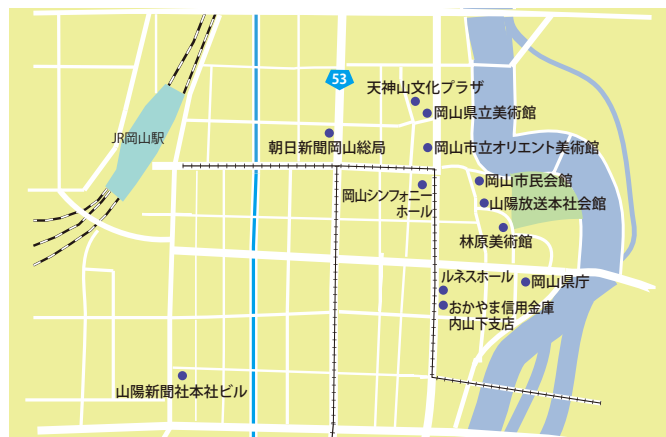 53
天神山文化プラザ
岡山県立美術館
JR岡山駅
朝日新聞岡山総局
岡山市立オリエント美術館
岡山シンフォニー
ホール
岡山市民会館
山陽放送本社会館
林原美術館
ルネスホール
岡山県庁
おかやま信用金庫
内山下支店
山陽新聞社本社ビル